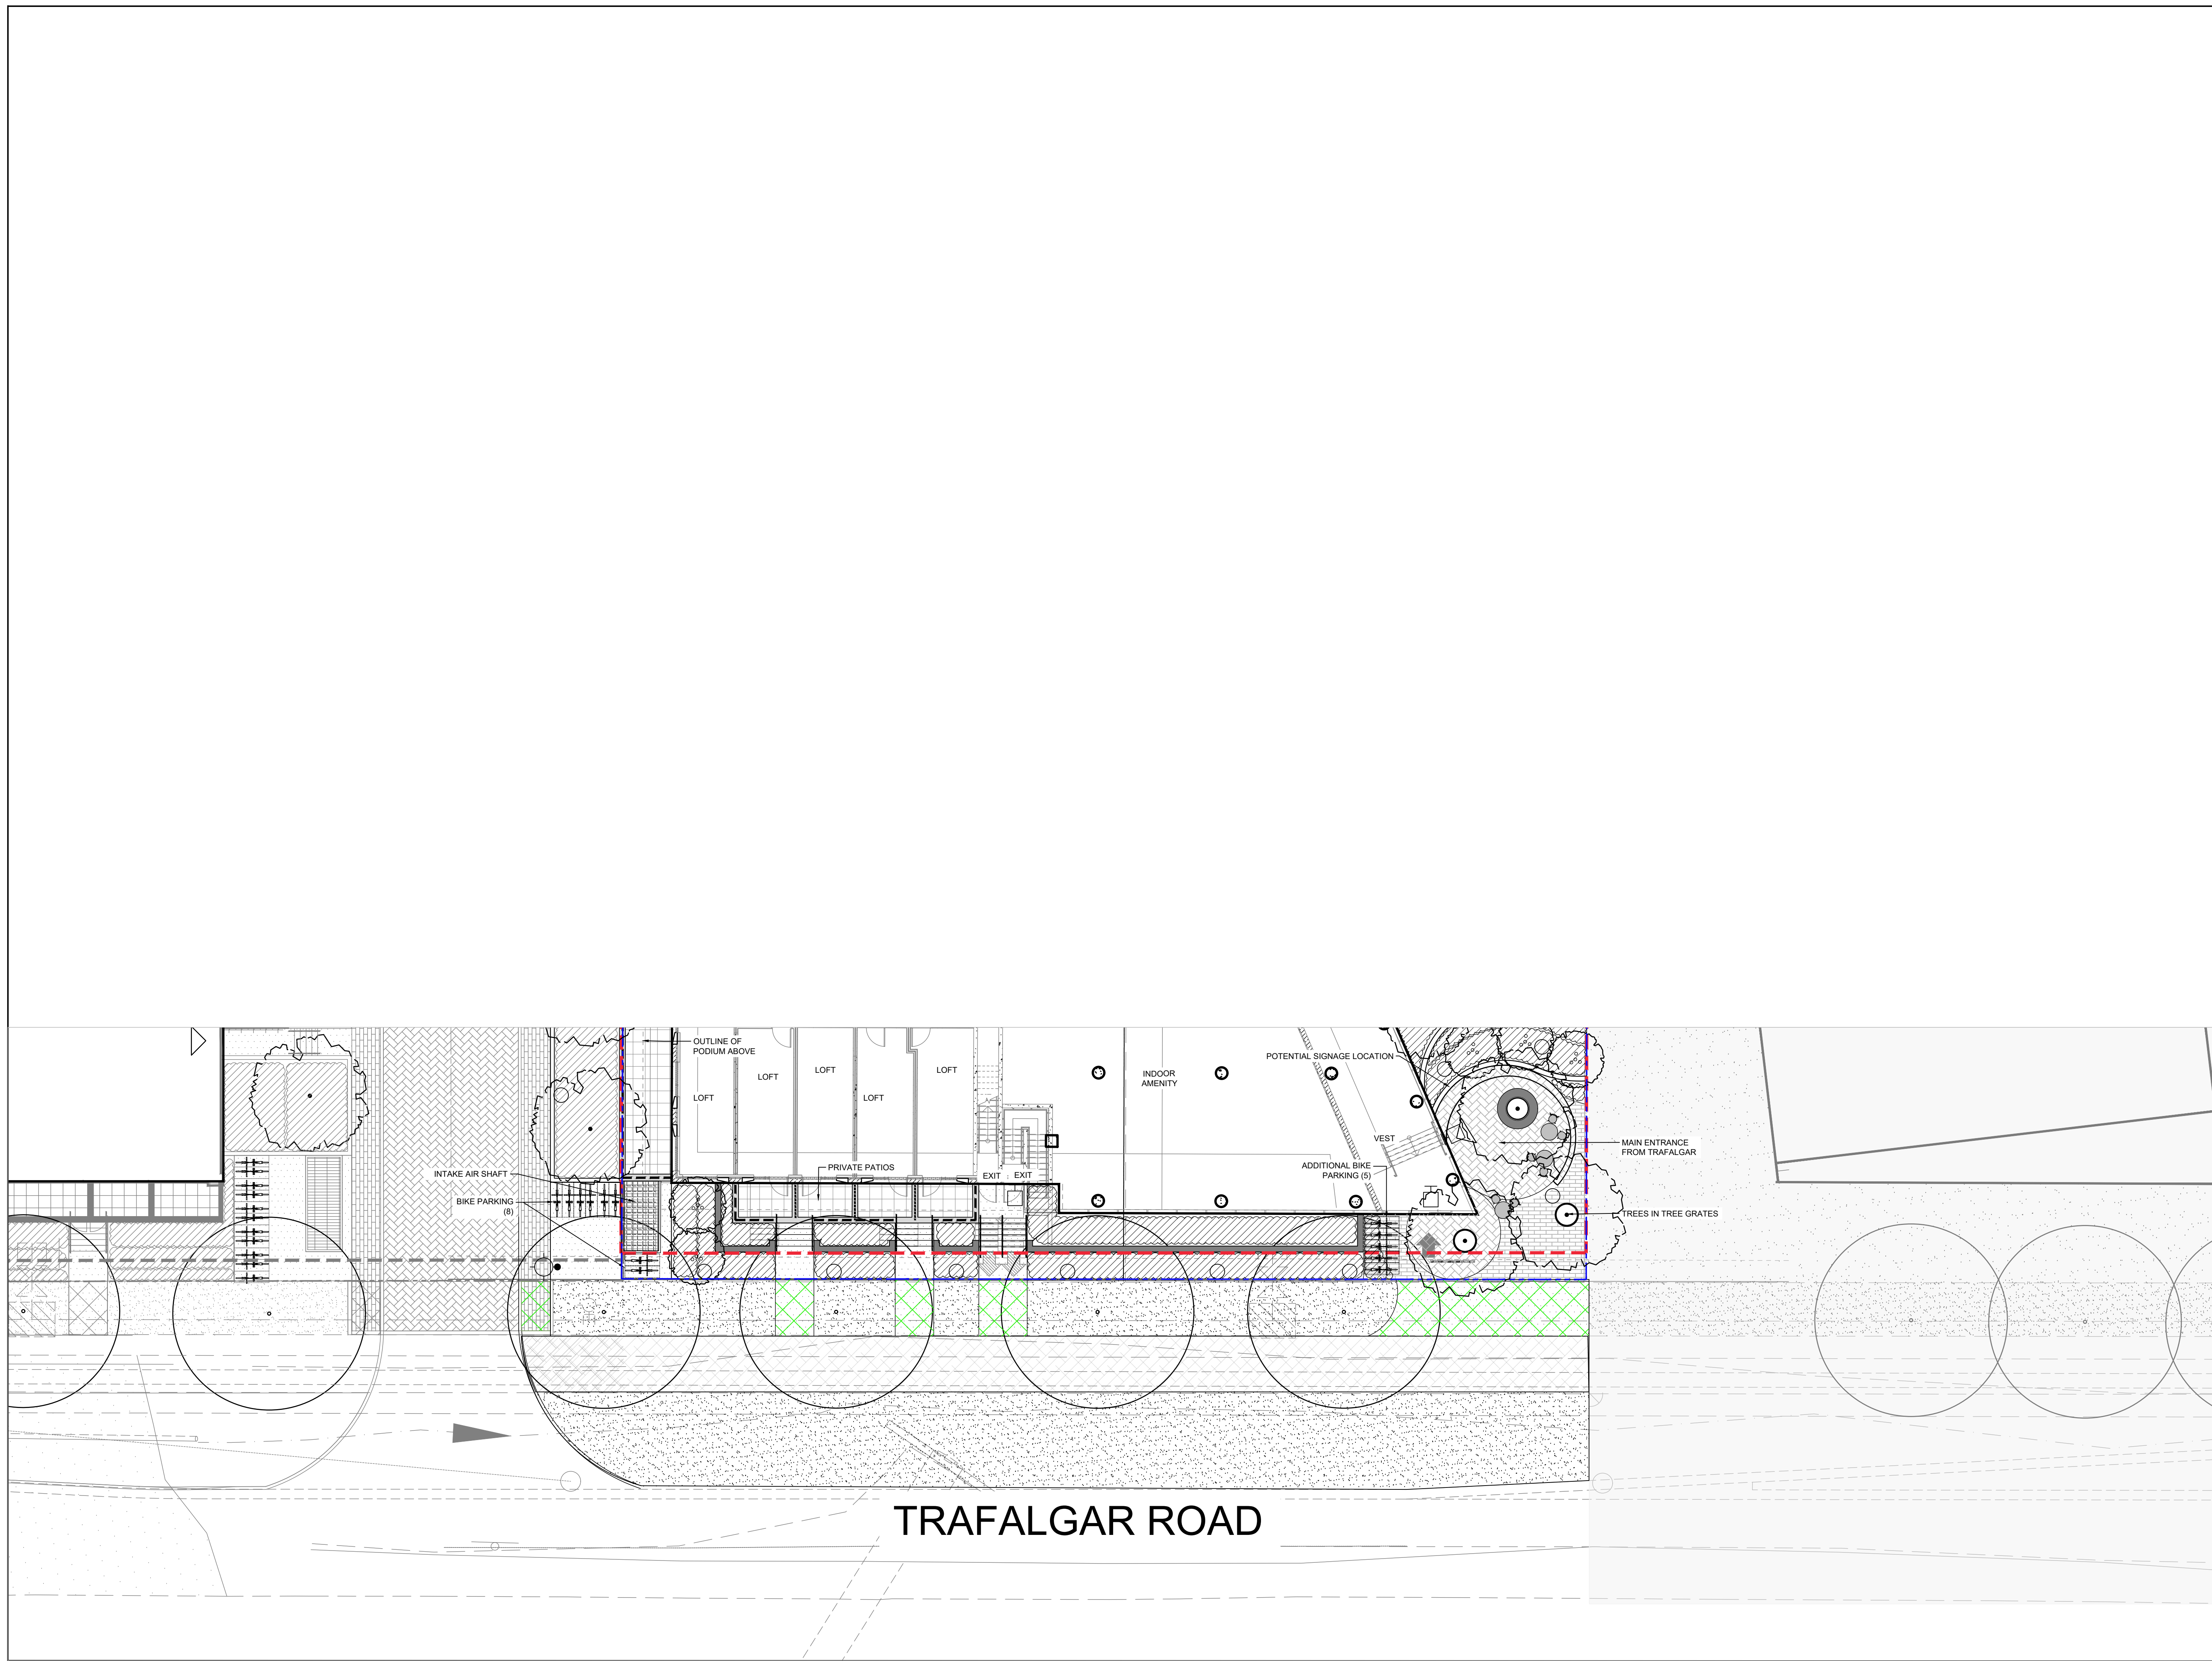 OUTLINE OF
PODIUM ABOVE
LOFT
LOFT
LOFT
LOFT
LOFT
INDOOR
AMENITY
POTENTIAL SIGNAGE LOCATION
VEST
MAIN ENTRANCE
FROM TRAFALGAR
INTAKE AIR SHAFT
PRIVATE PATIOS
EXIT
EXIT
ADDITIONAL BIKE
PARKING (5)
BIKE PARKING
(8)
TREES IN TREE GRATES
TRAFALGAR ROAD